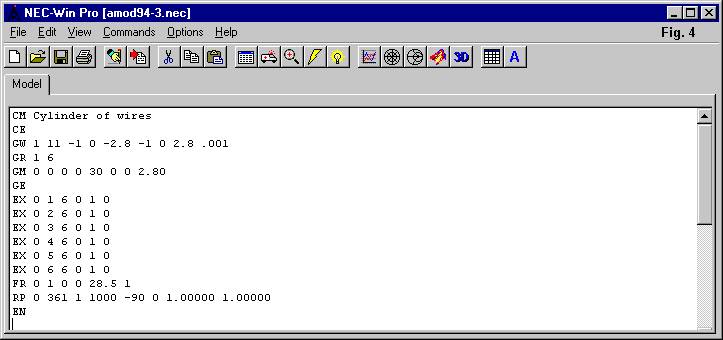 NEC-Win Pro [amod94-3.nec]
File Edit View Commands Options Help Fig. 4
3D A
Model
CM Cylinder of wires
CE
GW 1 11 -1 0 -2.8 -1 0 2.8 .001
GR 1 6
GM 0 0 0 0 30 0 0 2.80
GE
EX 0 1 6 0 1 0
EX 0 2 6 0 1 0
EX 0 3 6 0 1 0
EX 0 4 6 0 1 0
EX 0 5 6 0 1 0
EX 0 6 6 0 1 0
FR 0 1 0 0 28.5 1
RP 0 361 1 1000 -90 0 1.00000 1.00000
EN